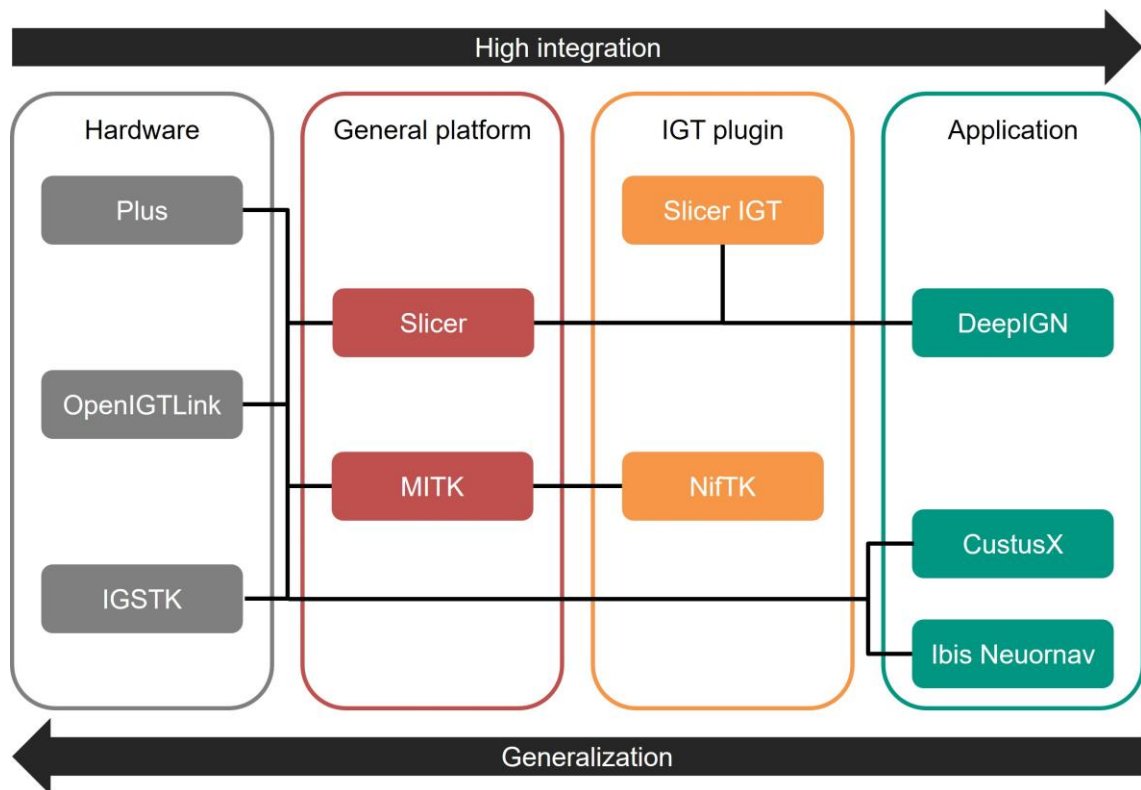 High integration
Hardware
General platform
IGT plugin
Application
Plus
Slicer IGT
Slicer
DeepIGN
OpenIGTLink
MITK
NifTK
CustusX
IGSTK
Ibis Neuornav
Generalization